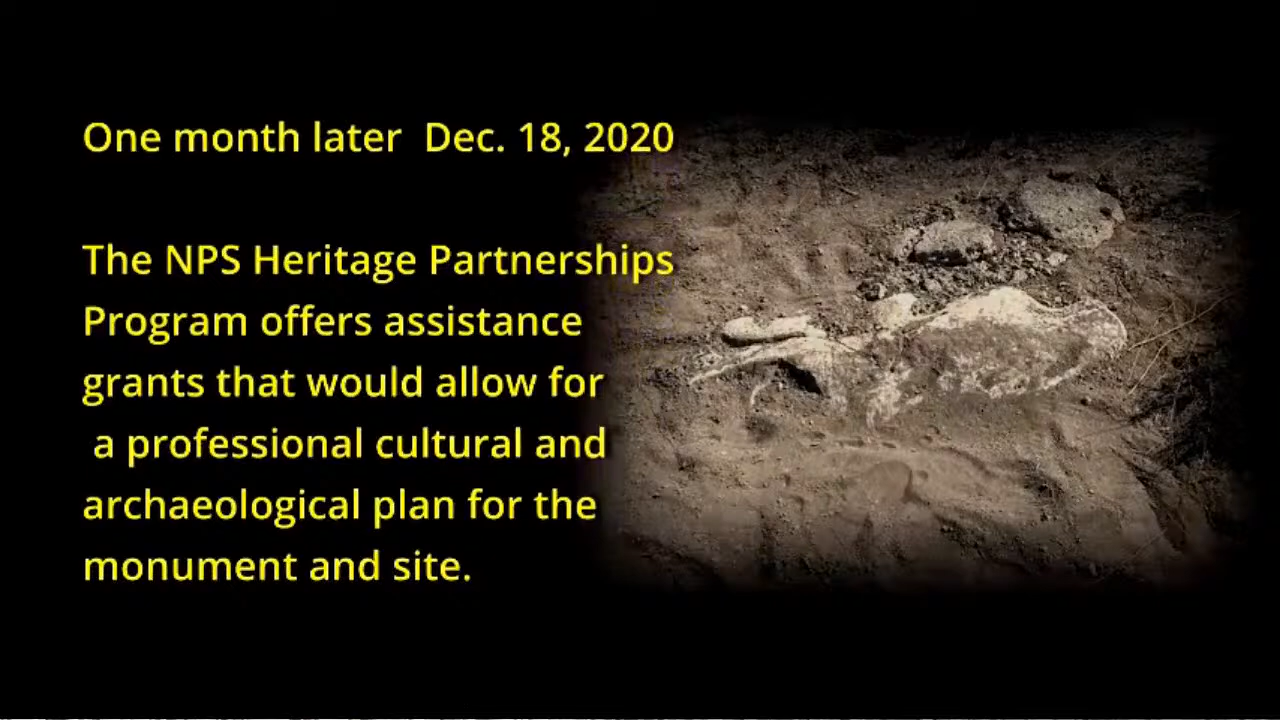 One month later  Dec. 18, 2020
The NPS Heritage Partnerships
Program offers assistance
grants that would allow for
a professional cultural and
archaeological plan for the
monument and site.